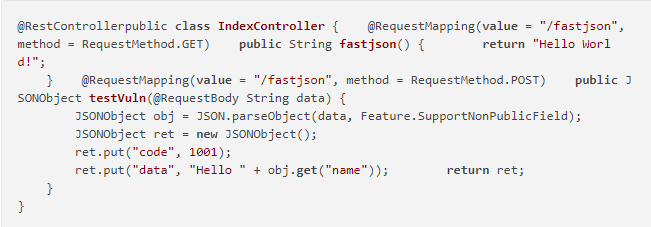 @RestControllerpublic class IndexController {    @RequestMapping(value = "/fastjson",
method = RequestMethod.GET)    public String fastjson() {        return "Hello Worl
d!";
    }    @RequestMapping(value = "/fastjson", method = RequestMethod.POST)    public J
SONObject testVuln(@RequestBody String data) {
        JSONObject obj = JSON.parseObject(data, Feature.SupportNonPublicField);
        JSONObject ret = new JSONObject();
        ret.put("code", 1001);
        ret.put("data", "Hello " + obj.get("name"));        return ret;
    }
}